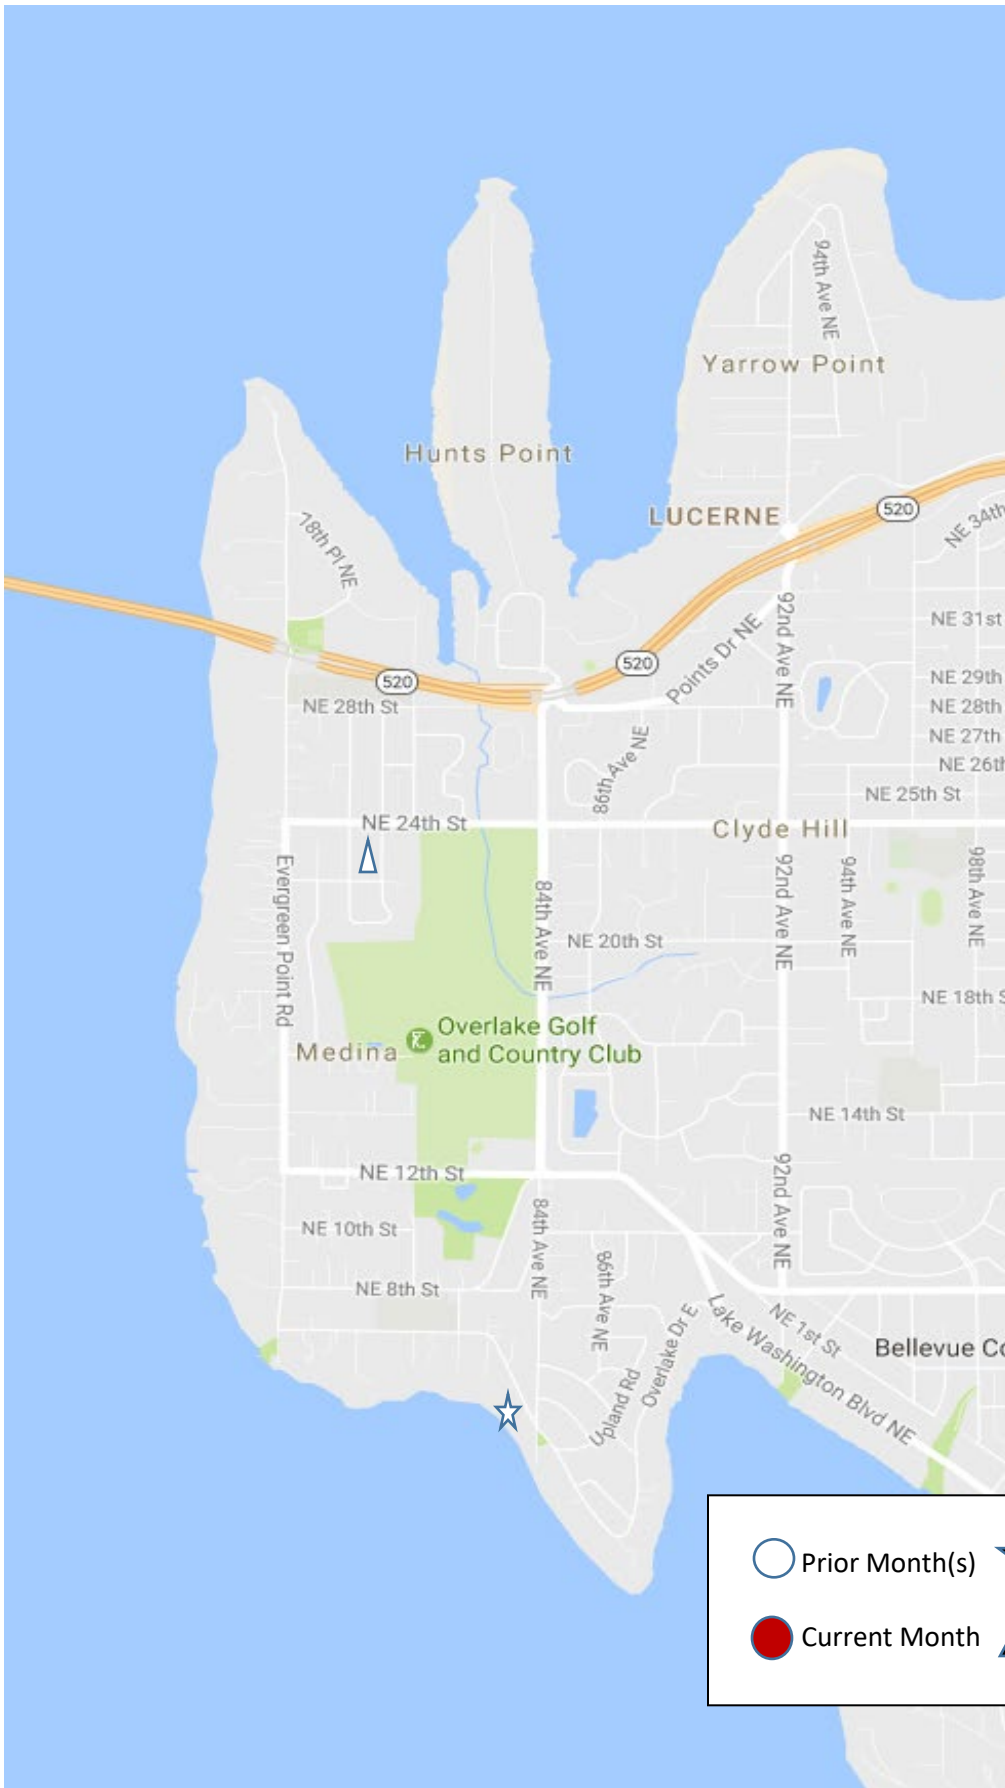 94th Ave NE
Yarrow Point
Hunts Point
LUCERNE
520
NE 34th
18th Pl NE
92nd Ave NE
NE 31st
Points Dr NE
520
520
NE 29th
NE 28th St
NE 28th
86th Ave NE
NE 27th
NE 26th
NE 25th St
NE 24th St
Clyde Hill
Evergreen Point Rd
84th Ave NE
92nd Ave NE
94th Ave NE
98th Ave NE
NE 20th St
NE 18th S
Overlake Golf
and Country Club
Medina
NE 14th St
NE 12th St
92nd Ave NE
84th Ave NE
NE 10th St
86th Ave NE
NE 8th St
Overlake Dr E
Lake Washington Blvd NE
NE 1st St
Bellevue Co
Upland Rd
Prior Month(s)
Current Month